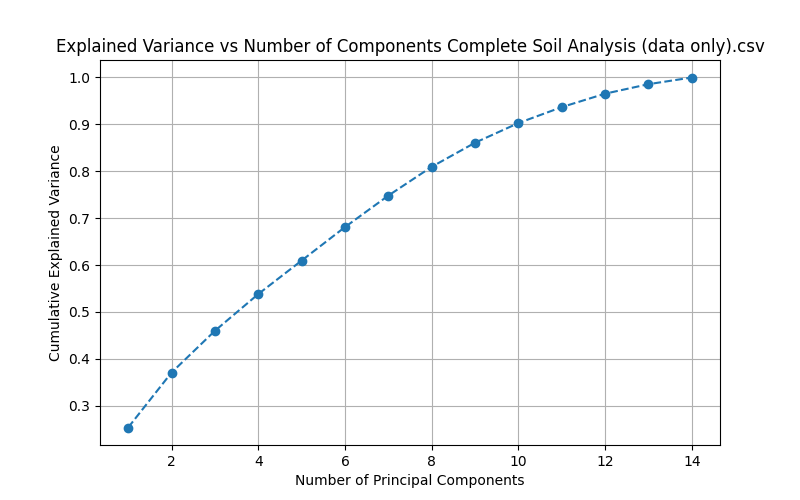 Explained Variance vs Number of Components Complete Soil Analysis (data only).csv
1.0
0.9
0.8
0.7
0.6
0.5
0.4
0.3
Cumulative Explained Variance
2 4 6 8 10 12 14
Number of Principal Components